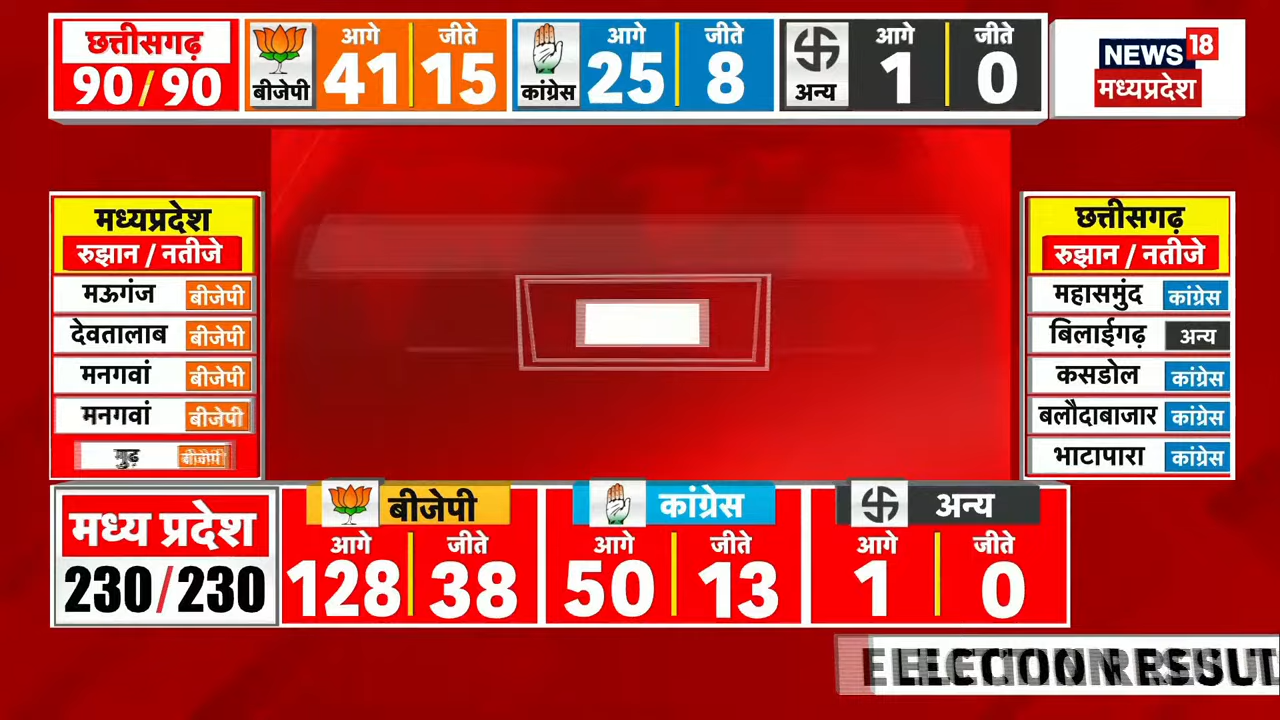 छत्तीसगढ़
90/90
बीजेपी
आगे जीते
41 15
कांग्रेस
आगे जीते
25 8
अन्य
आगे जीते
1 0
NEWS 18
मध्यप्रदेश
मध्यप्रदेश
रुझान / नतीजे
मऊगंज बीजेपी
देवतालाब बीजेपी
मनगवां बीजेपी
मनगवां बीजेपी
छत्तीसगढ़
रुझान / नतीजे
महासमुंद कांग्रेस
बिलाईगढ़ अन्य
कसडोल कांग्रेस
बलौदाबाजार कांग्रेस
भाटापारा कांग्रेस
मध्य प्रदेश
230/230
बीजेपी
आगे जीते
128 38
कांग्रेस
आगे जीते
50 13
अन्य
आगे जीते
1 0